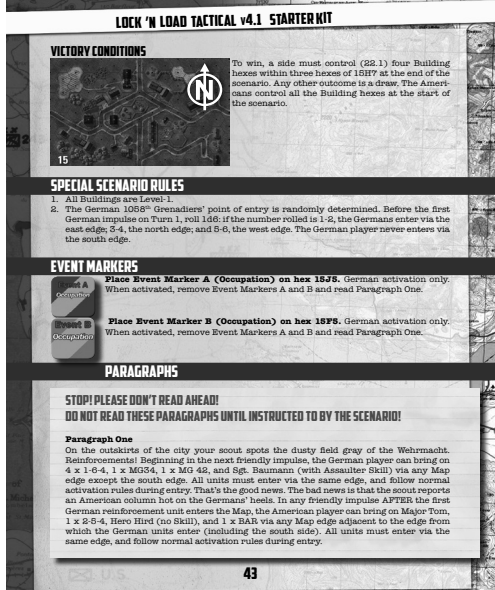 LOCK 'N LOAD TACTICAL v4.1 STARTER KIT
VICTORY CONDITIONS
To win, a side must control (22.1) four Building
hexes within three hexes of 15H7 at the end of the
scenario. Any other outcome is a draw, The Ameri-
cans control all the Building hexes at the start of
the scenario.
N
15
SPECIAL SCENARIO RULES
1. All Buildings are Level-1.
2. The German 1058th Grenadiers' point of entry is randomly determined. Before the first
German impulse on Turn 1, roll 1d6: if the number rolled is 1-2, the Germans enter via the
east edge; 3-4, the north edge; and 5-6, the west edge. The German player never enters via
the south edge.
EVENT MARKERS
Event A
Occupation
Place Event Marker A (Occupation) on hex 15J5. German activation only.
When activated, remove Event Markers A and B and read Paragraph One.
Event B
Occupation
Place Event Marker B (Occupation) on hex 15F5. German activation only.
When activated, remove Event Markers A and B and read Paragraph One.
PARAGRAPHS
STOP! PLEASE DON'T READ AHEAD!
DO NOT READ THESE PARAGRAPHS UNTIL INSTRUCTED TO BY THE SCENARIO!
Paragraph One
On the outskirts of the city your scout spots the dusty field gray of the Wehrmacht.
Reinforcements! Beginning in the next friendly impulse, the German player can bring on
4 x 1-6-4, 1 x MG34, 1 x MG 42, and Sgt. Baumann (with Assaulter Skill) via any Map
edge except the south edge. All units must enter via the same edge, and follow normal
activation rules during entry. That's the good news. The bad news is that the scout reports
an American column hot on the Germans' heels. In any friendly impulse AFTER the first
German reinforcement unit enters the Map, the American player can bring on Major Tom,
1 x 2-5-4, Hero Hird (no Skill), and 1 x BAR via any Map edge adjacent to the edge from
which the German units enter (including the south side). All units must enter via the
same edge, and follow normal activation rules during entry.
43